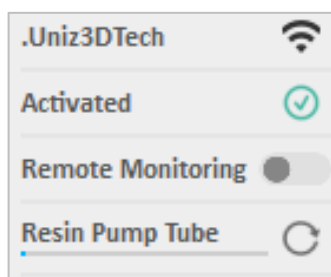 .Uniz3DTech
Activated
Remote Monitoring
Resin Pump Tube